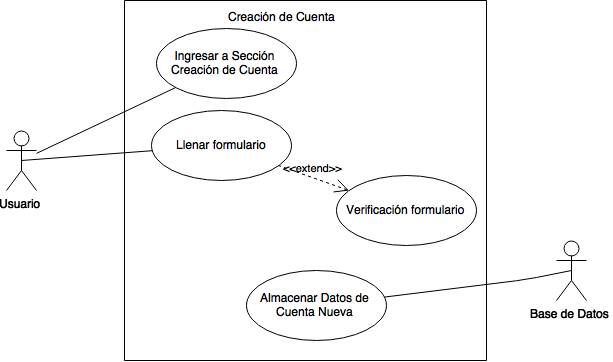 Creación de Cuenta
Ingresar a Sección
Creación de Cuenta
Llenar formulario
<<extend>>
Usuario
Verificación formulario
Almacenar Datos de
Cuenta Nueva
Base de Datos